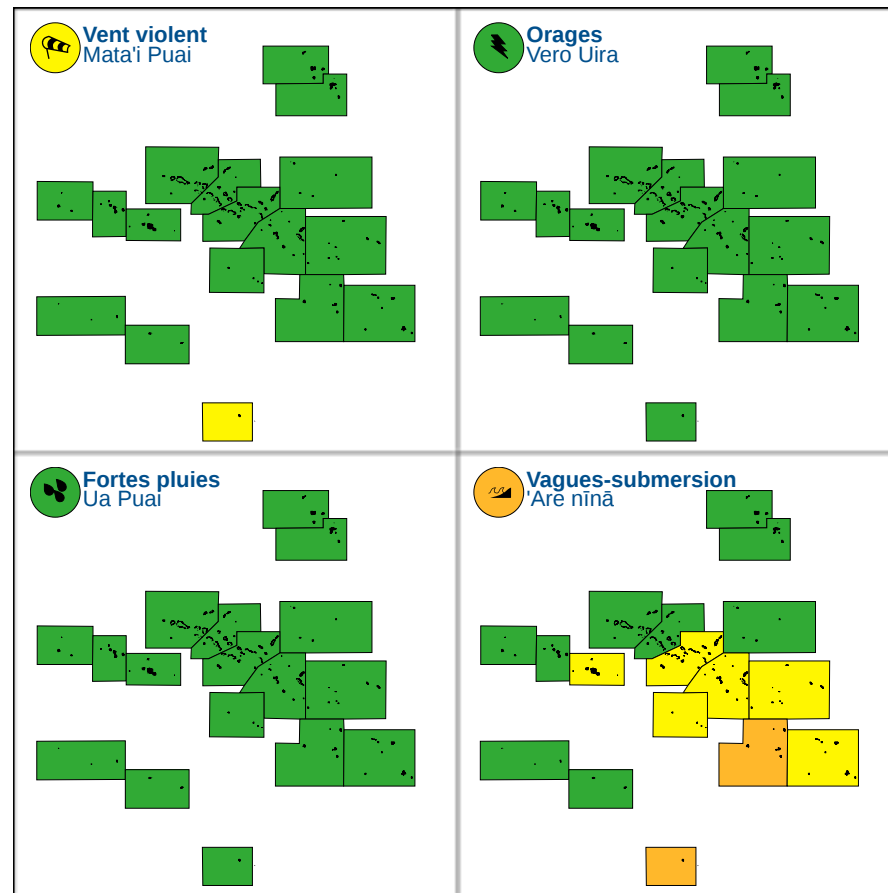 Vent violent
Mata'i Puai
Orages
Vero Uira
Fortes pluies
Ua Puai
Vagues-submersion
'Are nīnā